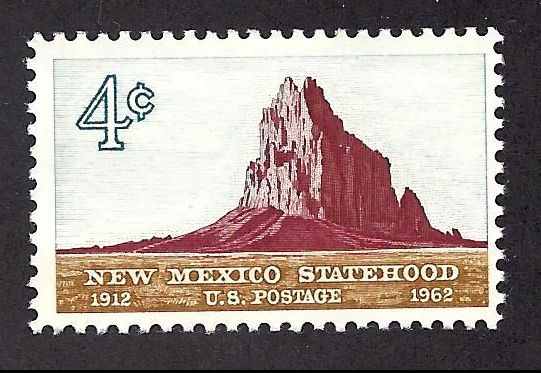 4¢
NEW MEXICO STATEHOOD
1912 U.S. POSTAGE 1962